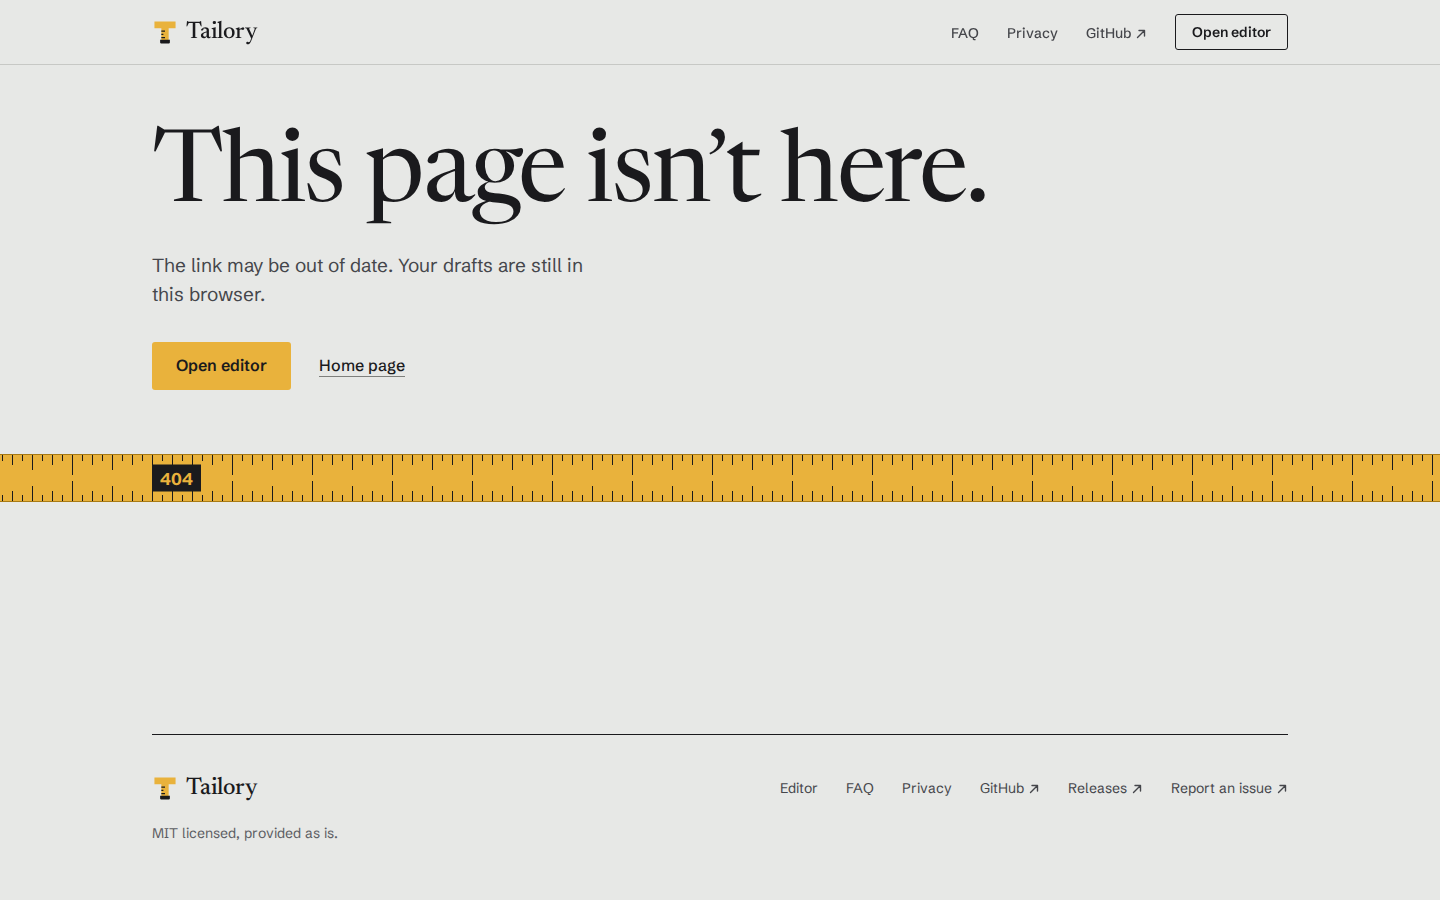 Tailory
FAQ Privacy GitHub Open editor
This page isn’t here.
The link may be out of date. Your drafts are still in
this browser.
Open editor Home page
404
Tailory
Editor FAQ Privacy GitHub Releases Report an issue
MIT licensed, provided as is.